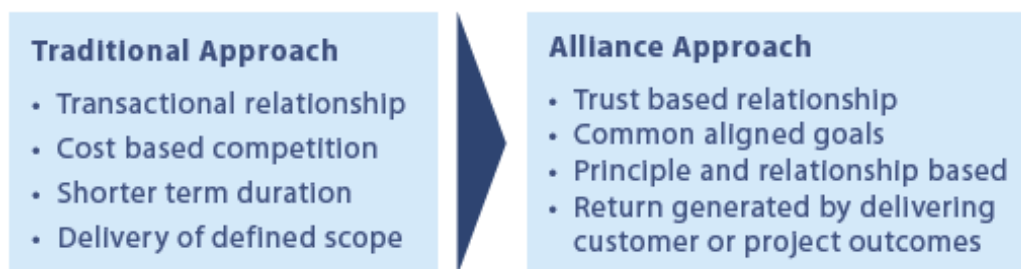 Traditional Approach
• Transactional relationship
• Cost based competition
• Shorter term duration
• Delivery of defined scope
Alliance Approach
• Trust based relationship
• Common aligned goals
• Principle and relationship based
• Return generated by delivering
customer or project outcomes